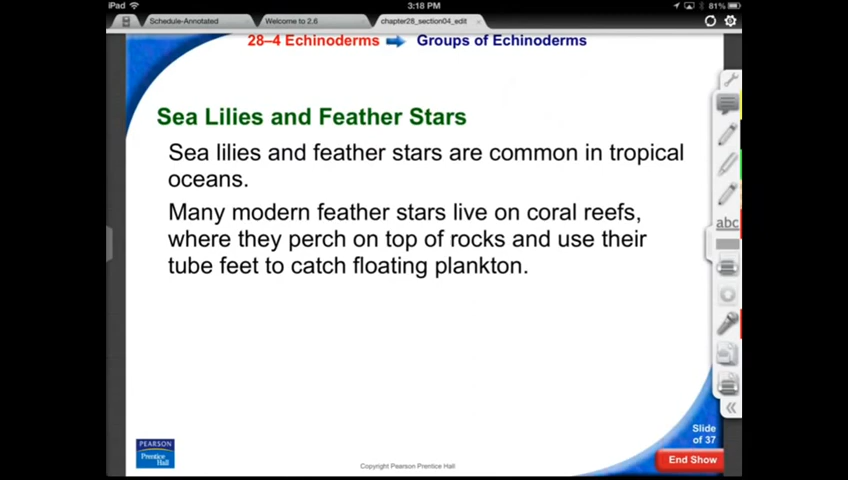 iPad 3:18 PM 81%
Schedule-Annotated Welcome to 2.6 chapter28_section04_edit
28–4 Echinoderms Groups of Echinoderms
Sea Lilies and Feather Stars
Sea lilies and feather stars are common in tropical
oceans.
Many modern feather stars live on coral reefs,
where they perch on top of rocks and use their
tube feet to catch floating plankton.
abc
Slide
of 37
End Show
PEARSON
Prentice
Hall
Copyright Pearson Prentice Hall